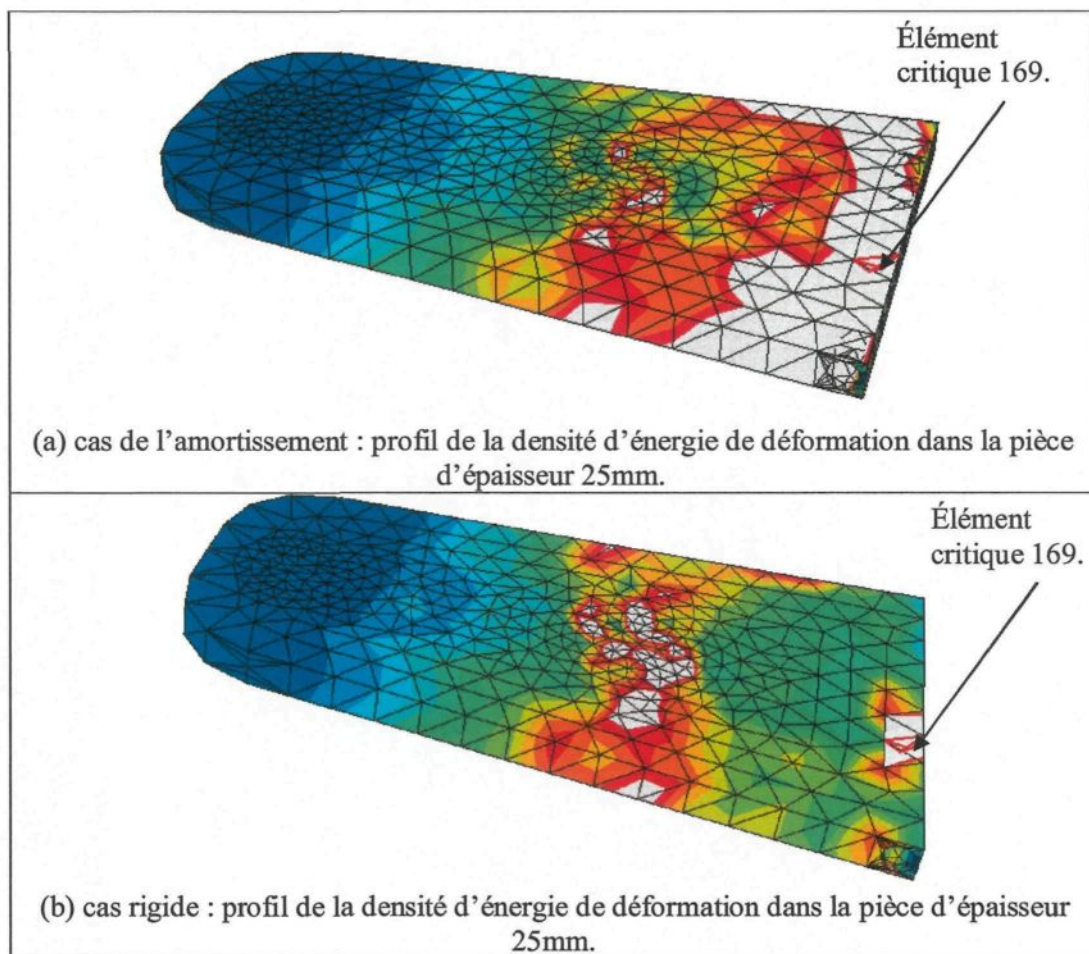 Élément
critique 169.
(a) cas de l'amortissement : profil de la densité d'énergie de déformation dans la pièce
d'épaisseur 25mm.
Élément
critique 169.
(b) cas rigide : profil de la densité d'énergie de déformation dans la pièce d'épaisseur
25mm.